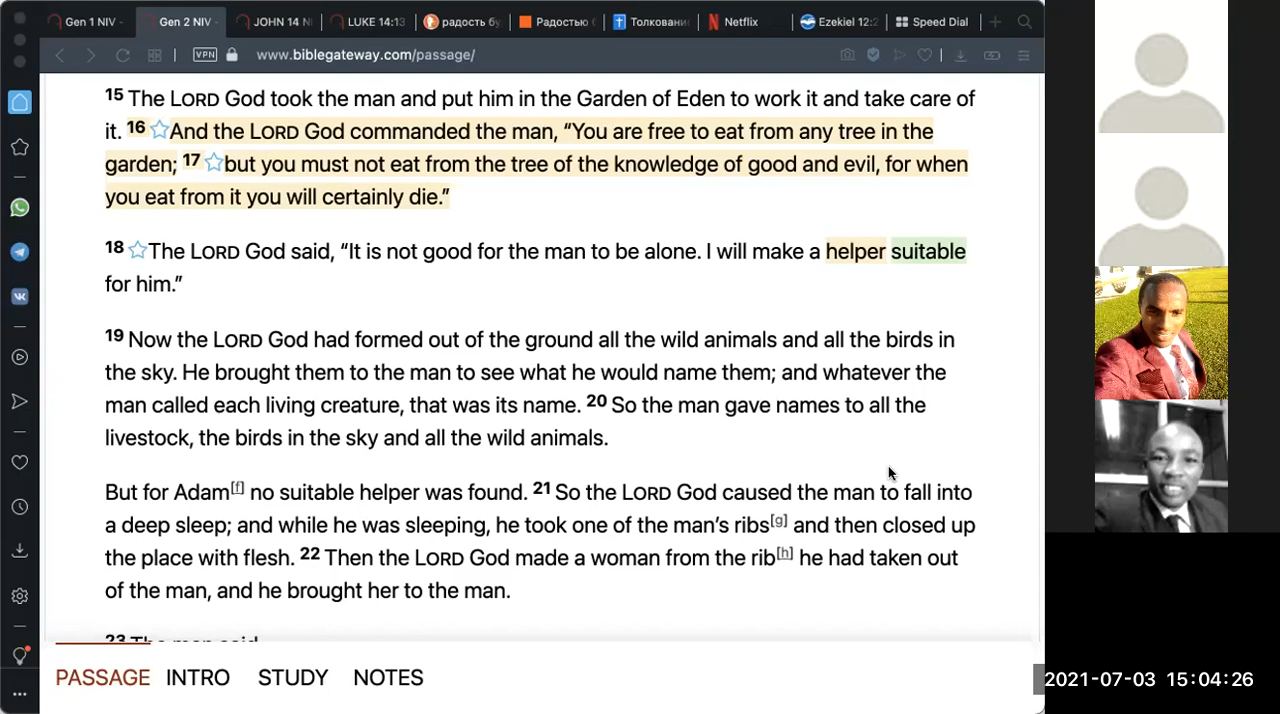 Gen 1 NIV -
Gen 2 NIV -
JOHN 14 NI
LUKE 14:13
радость бу
Радостью
Толковани
Netflix
Ezekiel 12:2
Speed Dial
VPN
www.biblegateway.com/passage/
15 The LORD God took the man and put him in the Garden of Eden to work it and take care of
it. 16 And the LORD God commanded the man, “You are free to eat from any tree in the
garden; 17 but you must not eat from the tree of the knowledge of good and evil, for when
you eat from it you will certainly die.”
18 The LORD God said, “It is not good for the man to be alone. I will make a helper suitable
for him.”
19 Now the LORD God had formed out of the ground all the wild animals and all the birds in
the sky. He brought them to the man to see what he would name them; and whatever the
man called each living creature, that was its name. 20 So the man gave names to all the
livestock, the birds in the sky and all the wild animals.
But for Adam[f] no suitable helper was found. 21 So the LORD God caused the man to fall into
a deep sleep; and while he was sleeping, he took one of the man’s ribs[g] and then closed up
the place with flesh. 22 Then the LORD God made a woman from the rib[h] he had taken out
of the man, and he brought her to the man.
23 The man said
PASSAGE INTRO STUDY NOTES
2021-07-03 15:04:26